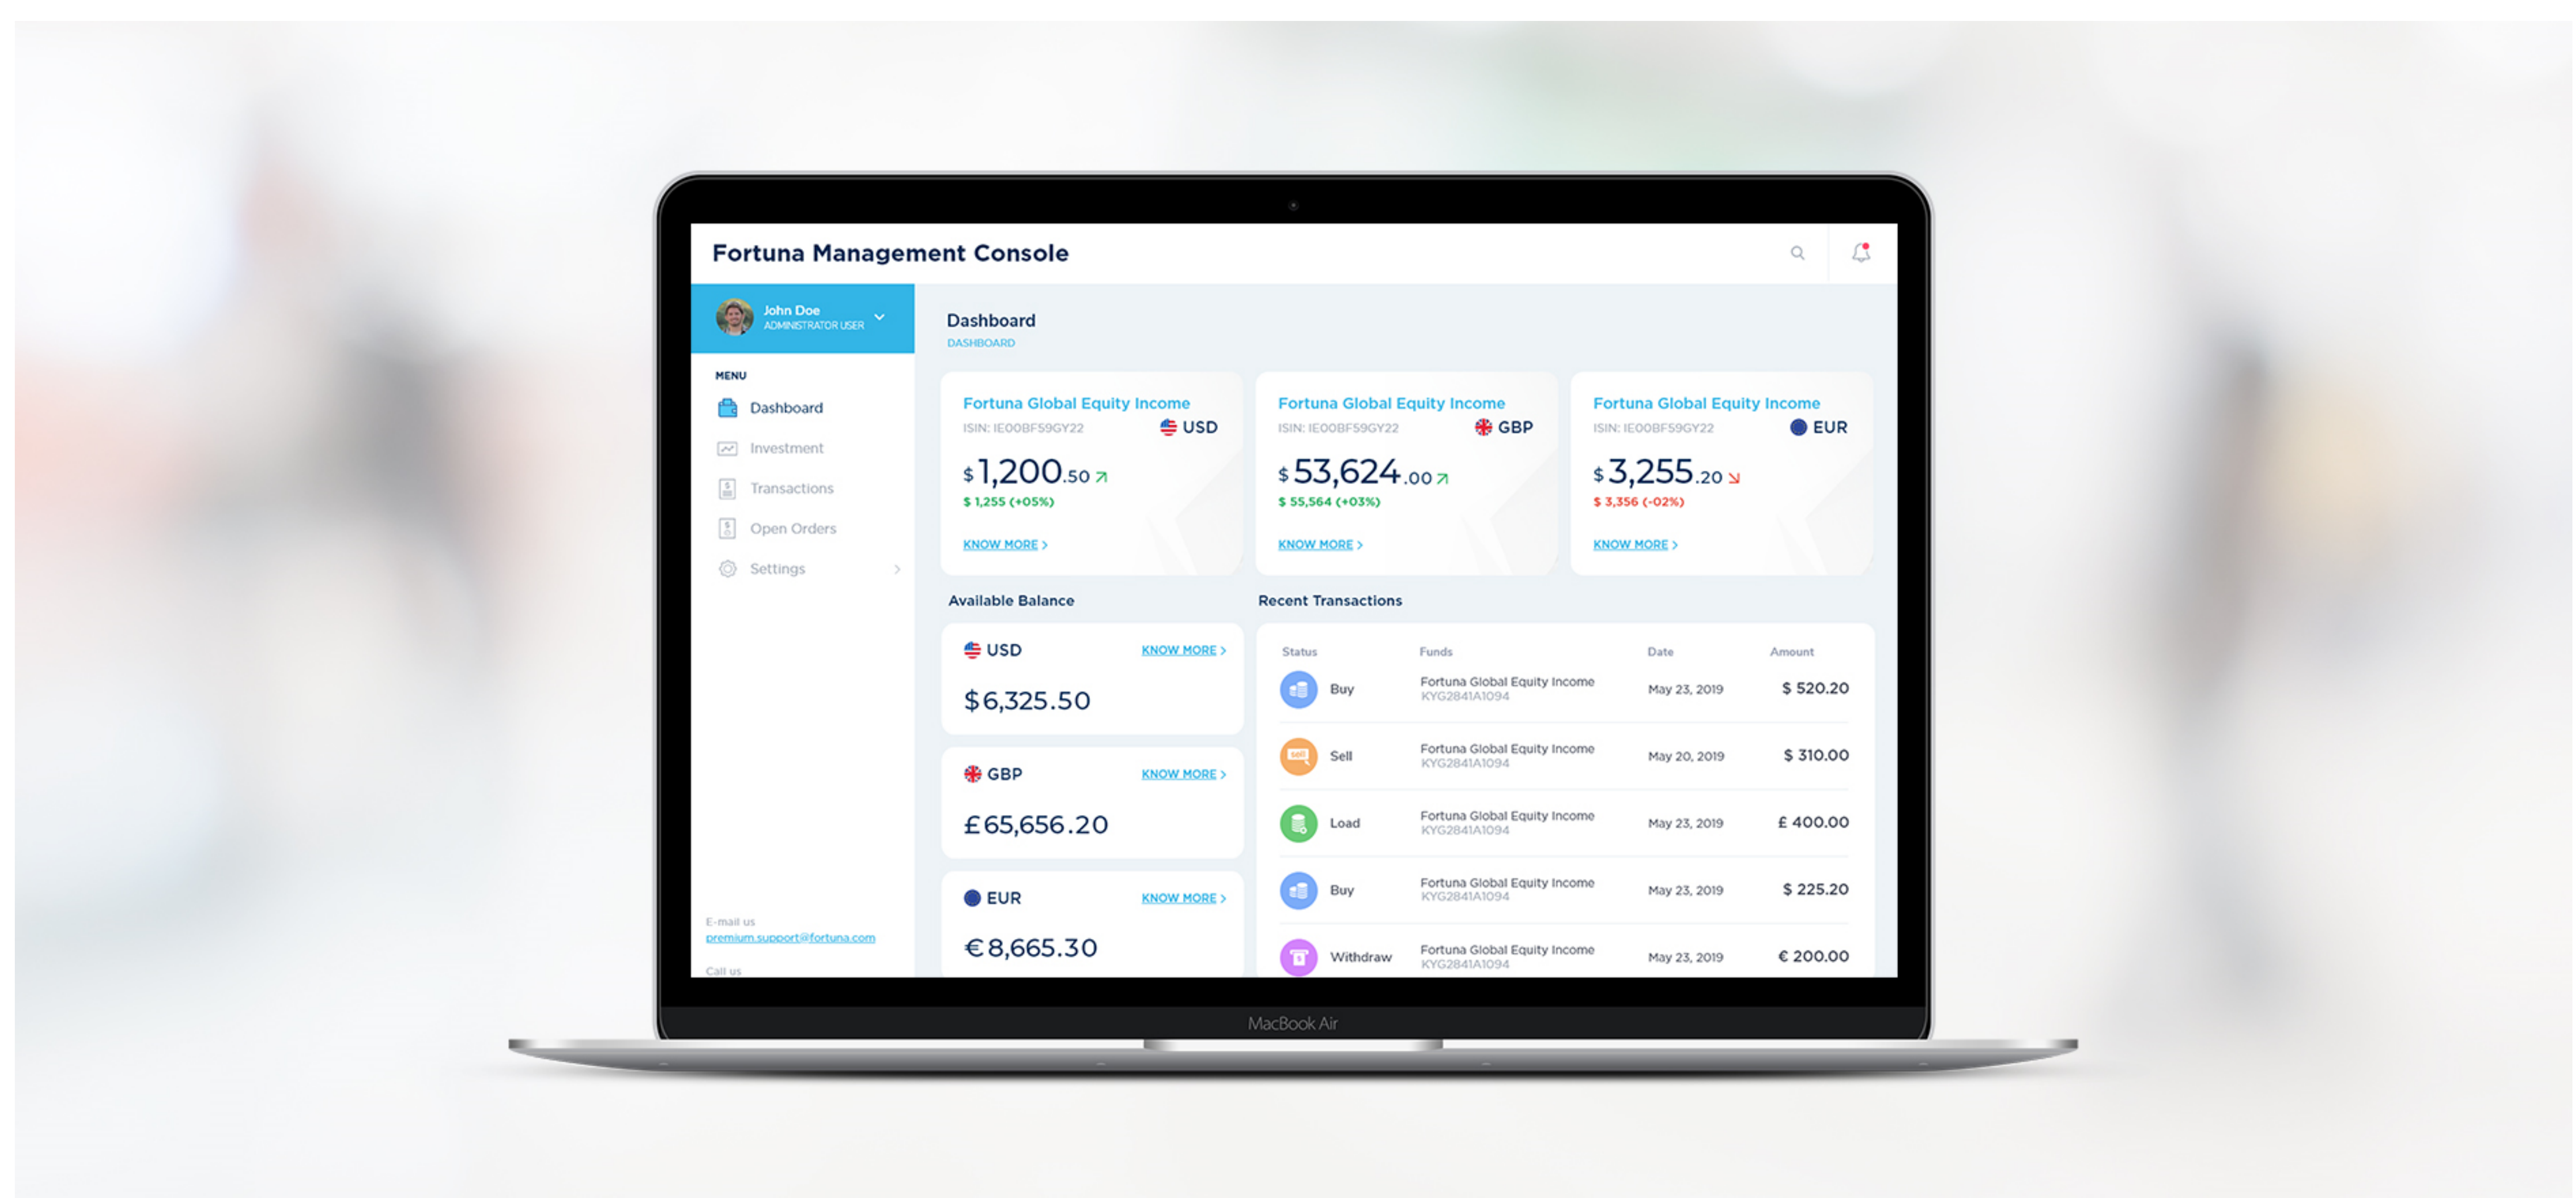 Fortuna Management Console
John Doe
ADMINISTRATOR USER
MENU
Dashboard
Investment
Transactions
Open Orders
Settings
E-mail us
premium.support@fortuna.com
Call us
Dashboard
DASHBOARD
Fortuna Global Equity Income
ISIN: IE00BF59GY22 USD
$ 1,200.50
$ 1,255 (+05%)
KNOW MORE >
Fortuna Global Equity Income
ISIN: IE00BF59GY22 GBP
$ 53,624.00
$ 55,564 (+03%)
KNOW MORE >
Fortuna Global Equity Income
ISIN: IE00BF59GY22 EUR
$ 3,255.20
$ 3,356 (-02%)
KNOW MORE >
Available Balance
USD KNOW MORE >
$6,325.50
GBP KNOW MORE >
£65,656.20
EUR KNOW MORE >
€8,665.30
Recent Transactions
Status Funds Date Amount
Buy Fortuna Global Equity Income May 23, 2019 $ 520.20
KYG2841A1094
sell Sell Fortuna Global Equity Income May 20, 2019 $ 310.00
KYG2841A1094
Load Fortuna Global Equity Income May 23, 2019 £ 400.00
KYG2841A1094
Buy Fortuna Global Equity Income May 23, 2019 $ 225.20
KYG2841A1094
Withdraw Fortuna Global Equity Income May 23, 2019 € 200.00
KYG2841A1094
MacBook Air